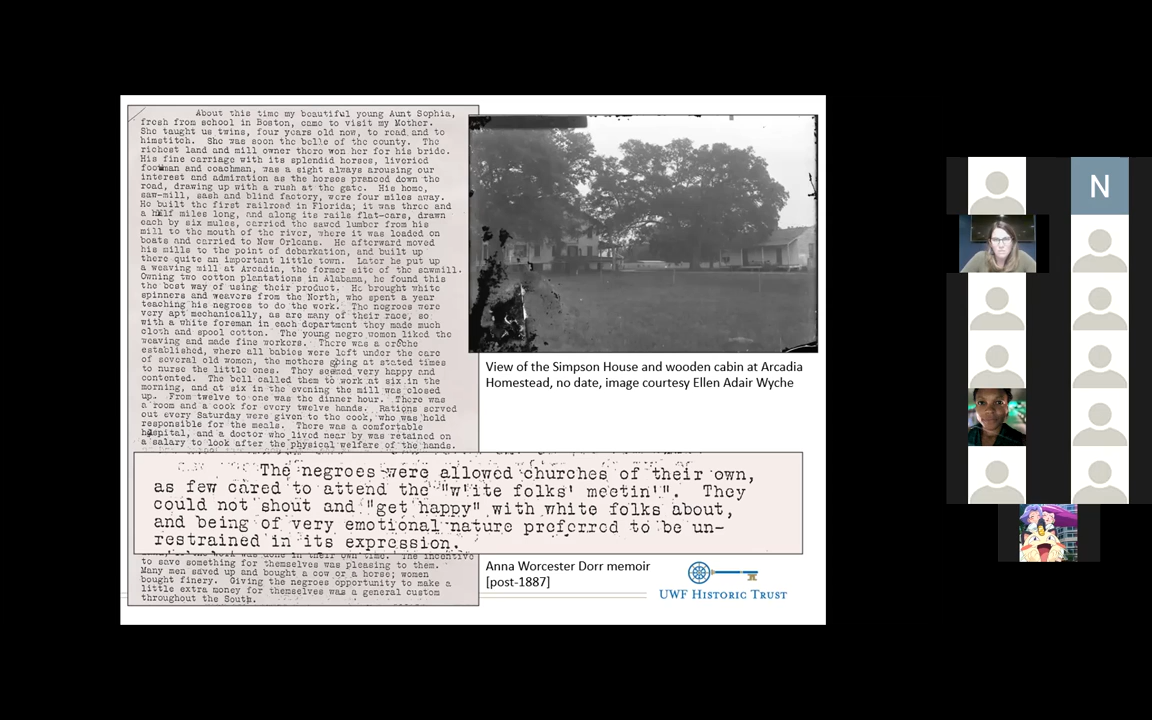 About this time my beautiful young Aunt Sophia,
fresh from school in Boston, came to visit my Mother.
She taught us twins, four years old now, to read and to
hemstitch. She was soon the belle of the county. The
richest land and mill owner there won her for his bride.
His fine carriage with its splendid horses, liveried
footman and coachman, was a sight always arousing our
interest and admiration as the horses pranced down the
road, drawing up with a rush at the gate. His home,
saw-mill, sash and blind factory, were four miles away.
He built the first railroad in Florida; it was three and
a half miles long, and along its rails flat-cars, drawn
each by six mules, carried the sawed lumber from his
mill to the mouth of the river, where it was loaded on
boats and carried to New Orleans. He afterward moved
his mills to the point of debarkation, and built up
there quite an important little town. Later he put up
a weaving mill at Arcadia, the former site of the sawmill.
Owning two cotton plantations in Alabama, he found this
the best way of using their product. He brought white
spinners and weavers from the North, who spent a year
teaching his negroes to do the work. The negroes were
very apt mechanically, as are many of their race, so
with a white foreman in each department they made much
cloth and spool cotton. The young negro women liked the
weaving and made fine workers. There was a creche
established, where all babies were left under the care
of several old women, the mothers going at stated times
to nurse the little ones. They seemed very happy and
contented. The bell called them to work at six in the
morning, and at six in the evening the mill was closed
up. From twelve to one was the dinner hour. There was
a room and a cook for every twelve hands. Rations served
out every Saturday were given to the cook, who was held
responsible for the meals. There was a comfortable
hospital, and a doctor who lived near by was retained on
a salary to look after the physical welfare of the hands.
The negroes were allowed churches of their own,
as few cared to attend the "w'ite folks' meetin'". They
could not shout and "get happy" with white folks about,
and being of very emotional nature preferred to be un-
restrained in its expression.
work was done in their own time. The incentive
to save something for themselves was pleasing to them.
Many men saved up and bought a cow or a horse; women
bought finery. Giving the negroes opportunity to make a
little extra money for themselves was a general custom
throughout the South.
View of the Simpson House and wooden cabin at Arcadia
Homestead, no date, image courtesy Ellen Adair Wyche
Anna Worcester Dorr memoir
[post-1887]
UWF HISTORIC TRUST
N